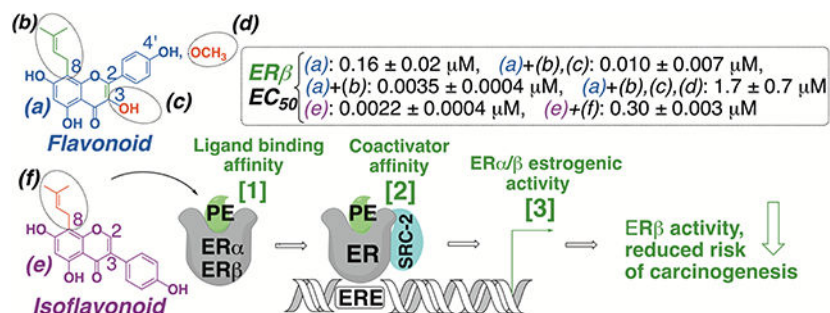 (b)
8
HO
O
2
4'
OH, OCH₃
(d)
3
OH
(a)
OH
O
(c)
Flavonoid
ERβ
EC₅₀
(a): 0.16 ± 0.02 μM, (a)+(b),(c): 0.010 ± 0.007 μM,
(a)+(b): 0.0035 ± 0.0004 μM, (a)+(b),(c),(d): 1.7 ± 0.7 μM
(e): 0.0022 ± 0.0004 μM, (e)+(f): 0.30 ± 0.003 μM
(f)
8
HO
O
2
3
(e)
OH
O
OH
Isoflavonoid
Ligand binding
affinity
[1]
PE
ERα
ERβ
Coactivator
affinity
[2]
PE
ER
SRC-2
ERE
ERα/β estrogenic
activity
[3]
ERβ activity,
reduced risk
of carcinogenesis